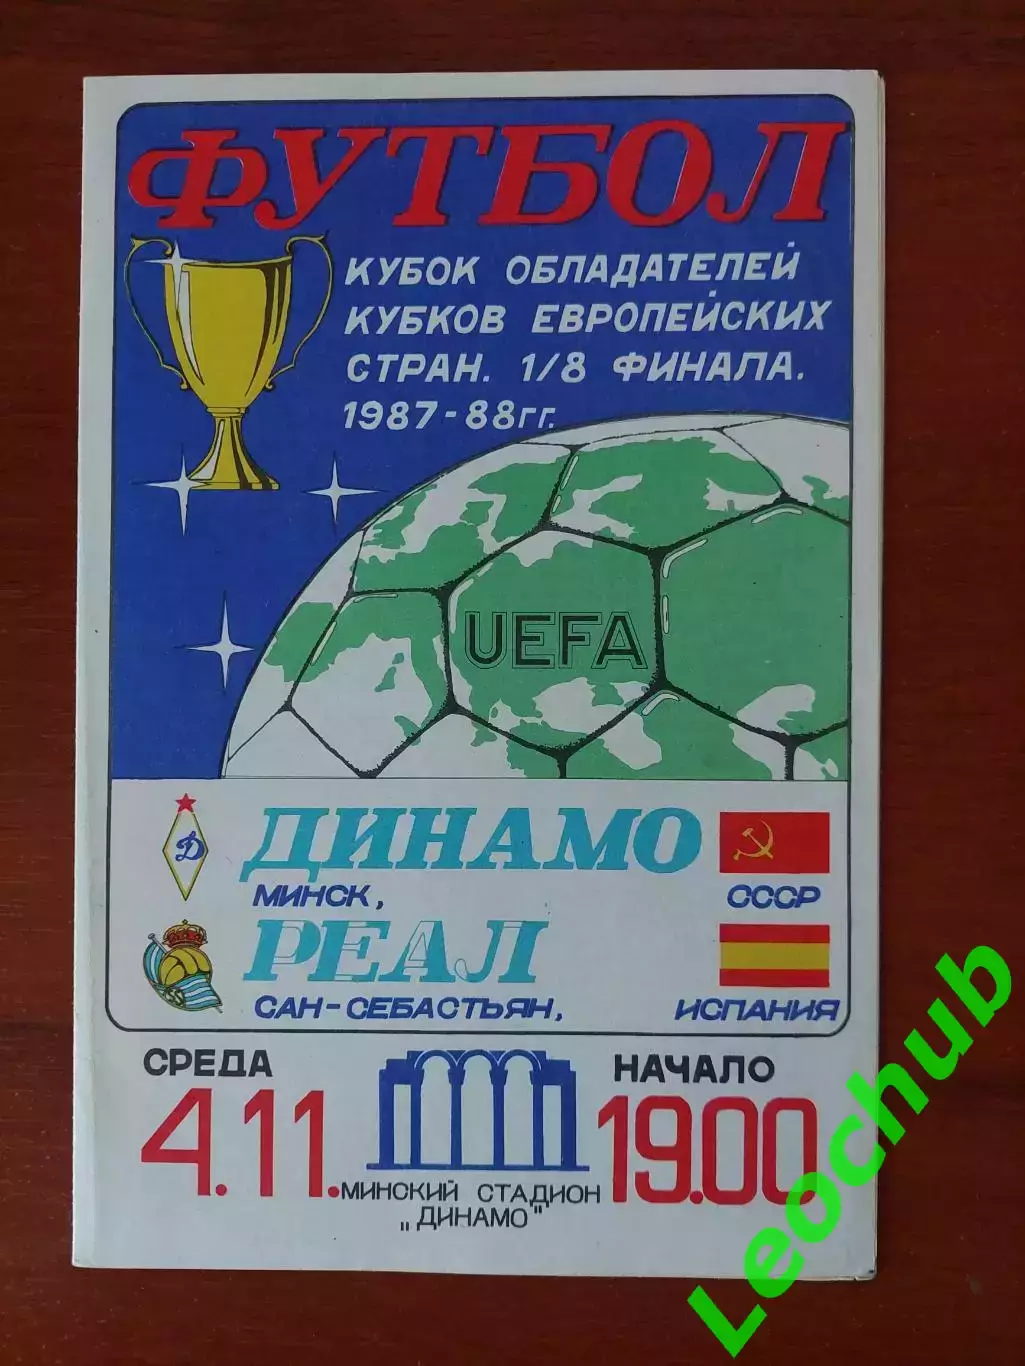 ФУТБОЛ
КУБОК ОБЛАДАТЕЛЕЙ
КУБКОВ ЕВРОПЕЙСКИХ
СТРАН. 1/8 ФИНАЛА.
1987-88гг.
UEFA
Д
ДИНАМО
МИНСК,
СССР
РЕАЛ
САН-СЕБАСТЬЯН,
ИСПАНИЯ
СРЕДА
4.11.
НАЧАЛО
19.00
МИНСКИЙ СТАДИОН
„ДИНАМО"
Leochub